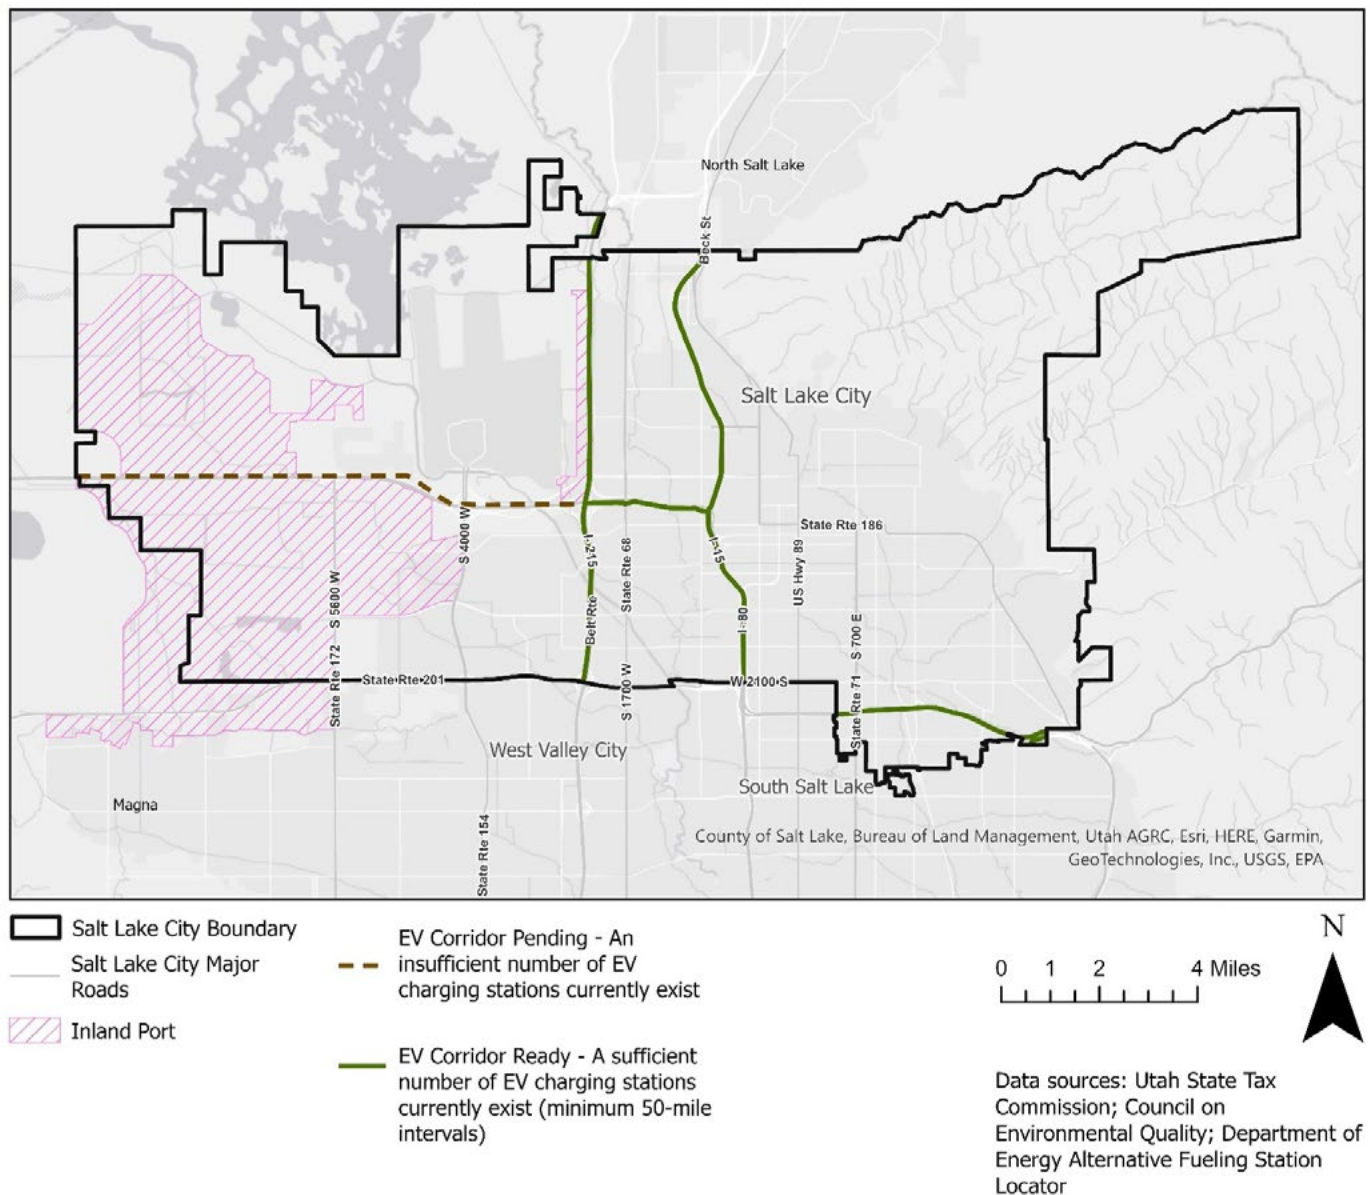 North Salt Lake
Beck St
Salt Lake City
State Rte 186
S 4000 W
I-215
State Rte 68
I-15
US Hwy 89
S 5600 W
Belt Rte
I-80
S 700 E
State Rte 172
State Rte 201
S 1700 W
W 2100 S
State Rte 71
West Valley City
South Salt Lake
Magna
State Rte 154
County of Salt Lake, Bureau of Land Management, Utah AGRC, Esri, HERE, Garmin,
GeoTechnologies, Inc., USGS, EPA
Salt Lake City Boundary
Salt Lake City Major
Roads
Inland Port
EV Corridor Pending - An
insufficient number of EV
charging stations currently exist
EV Corridor Ready - A sufficient
number of EV charging stations
currently exist (minimum 50-mile
intervals)
N
0 1 2 4 Miles
Data sources: Utah State Tax
Commission; Council on
Environmental Quality; Department of
Energy Alternative Fueling Station
Locator